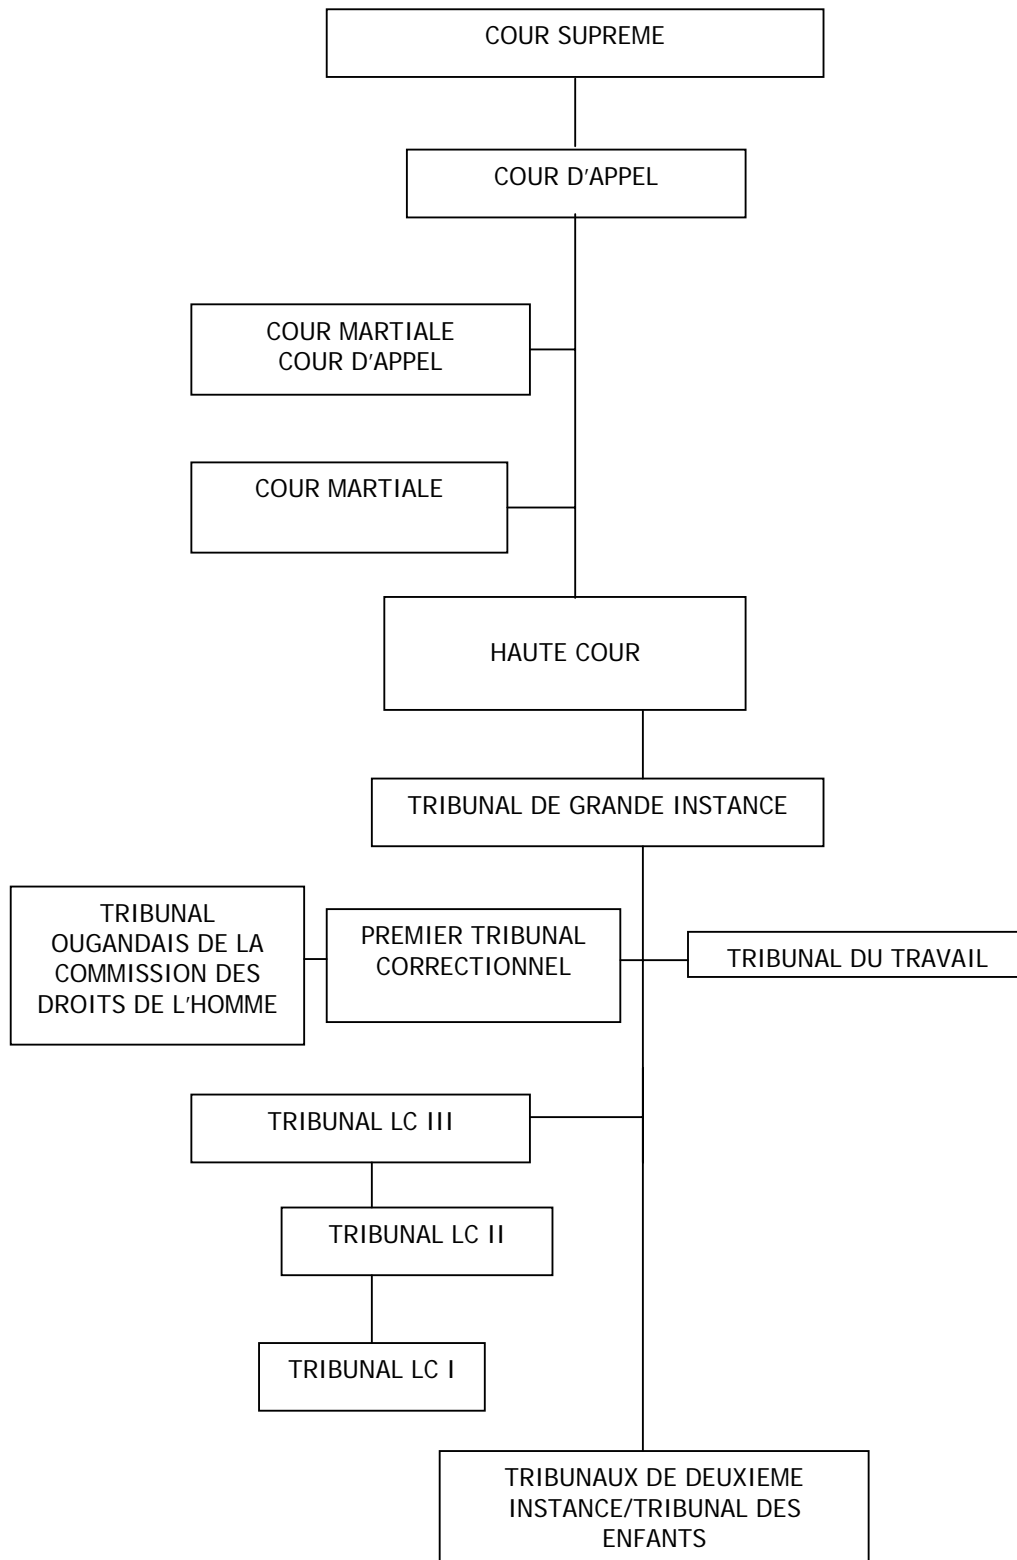 COUR SUPREME
COUR D'APPEL
COUR MARTIALE
COUR D'APPEL
COUR MARTIALE
HAUTE COUR
TRIBUNAL DE GRANDE INSTANCE
TRIBUNAL
OUGANDAIS DE LA
COMMISSION DES
DROITS DE L'HOMME
PREMIER TRIBUNAL
CORRECTIONNEL
TRIBUNAL DU TRAVAIL
TRIBUNAL LC III
TRIBUNAL LC II
TRIBUNAL LC I
TRIBUNAUX DE DEUXIEME
INSTANCE/TRIBUNAL DES
ENFANTS